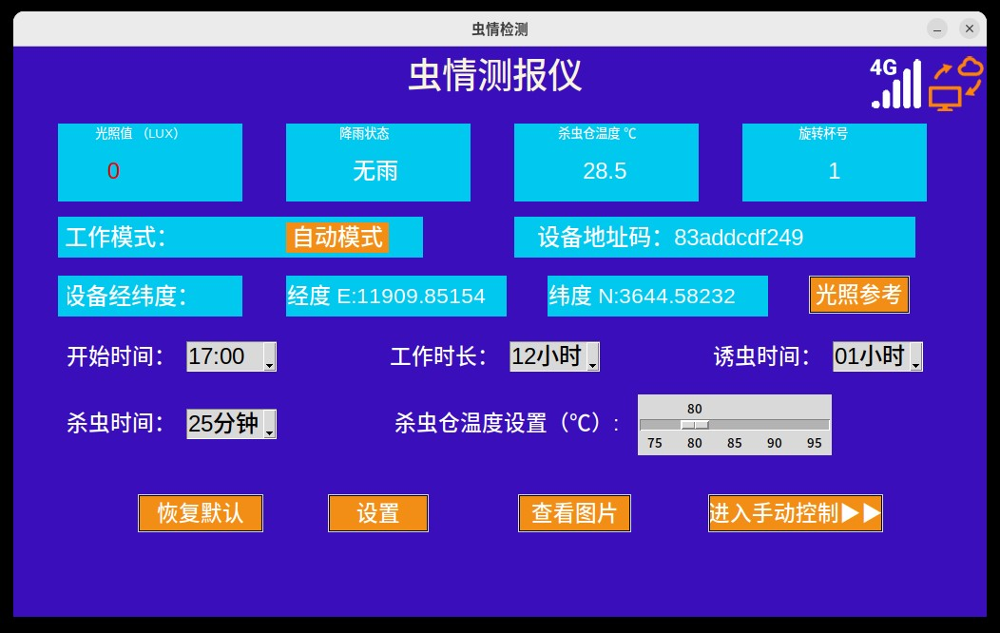 虫情检测
虫情测报仪
4G
光照值 （LUX）
0
降雨状态
无雨
杀虫仓温度 ℃
28.5
旋转杯号
1
工作模式：
自动模式
设备地址码：83addcdf249
设备经纬度：
经度 E:11909.85154
纬度 N:3644.58232
光照参考
开始时间：
17:00
工作时长：
12小时
诱虫时间：
01小时
杀虫时间：
25分钟
杀虫仓温度设置（℃）:
80
75 80 85 90 95
恢复默认
设置
查看图片
进入手动控制▶▶